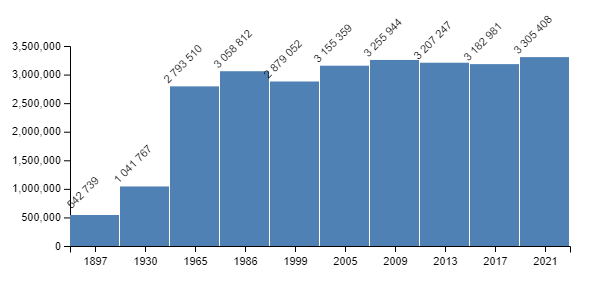 542 739
1 041 767
2 793 510
3 058 812
2 879 052
3 155 359
3 255 944
3 207 247
3 182 981
3 305 408
3,500,000
3,000,000
2,500,000
2,000,000
1,500,000
1,000,000
500,000
0
1897 1930 1965 1986 1999 2005 2009 2013 2017 2021